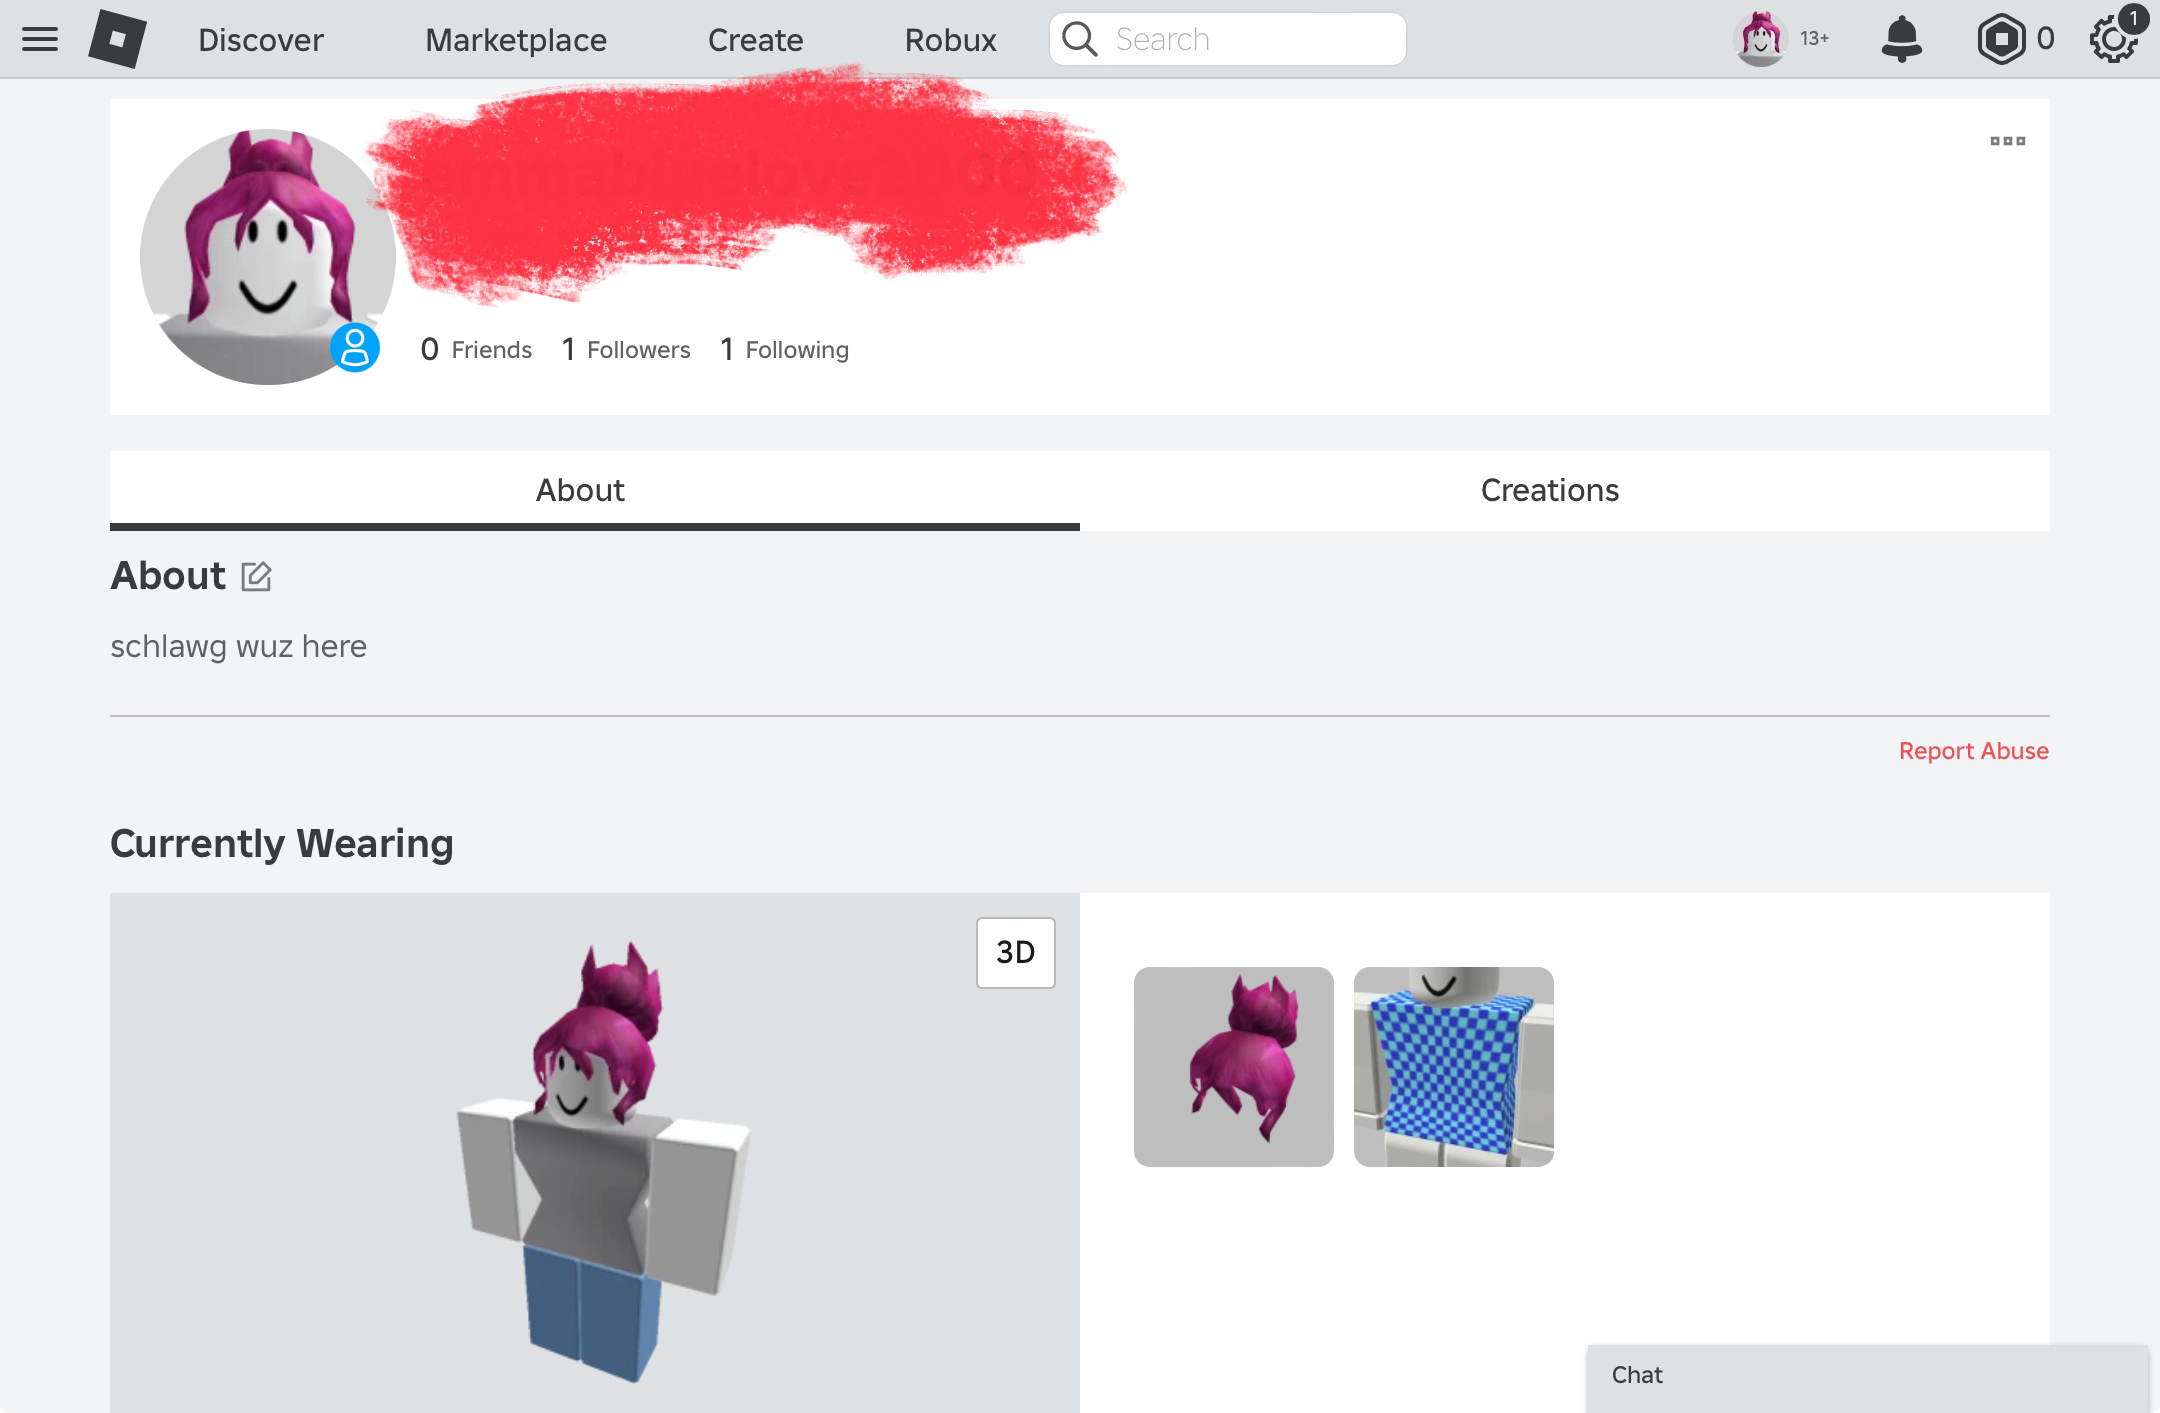 Discover Marketplace Create Robux Search 13+ 0 1
0 Friends 1 Followers 1 Following
About Creations
About
schlawg wuz here
Report Abuse
Currently Wearing
3D
Chat